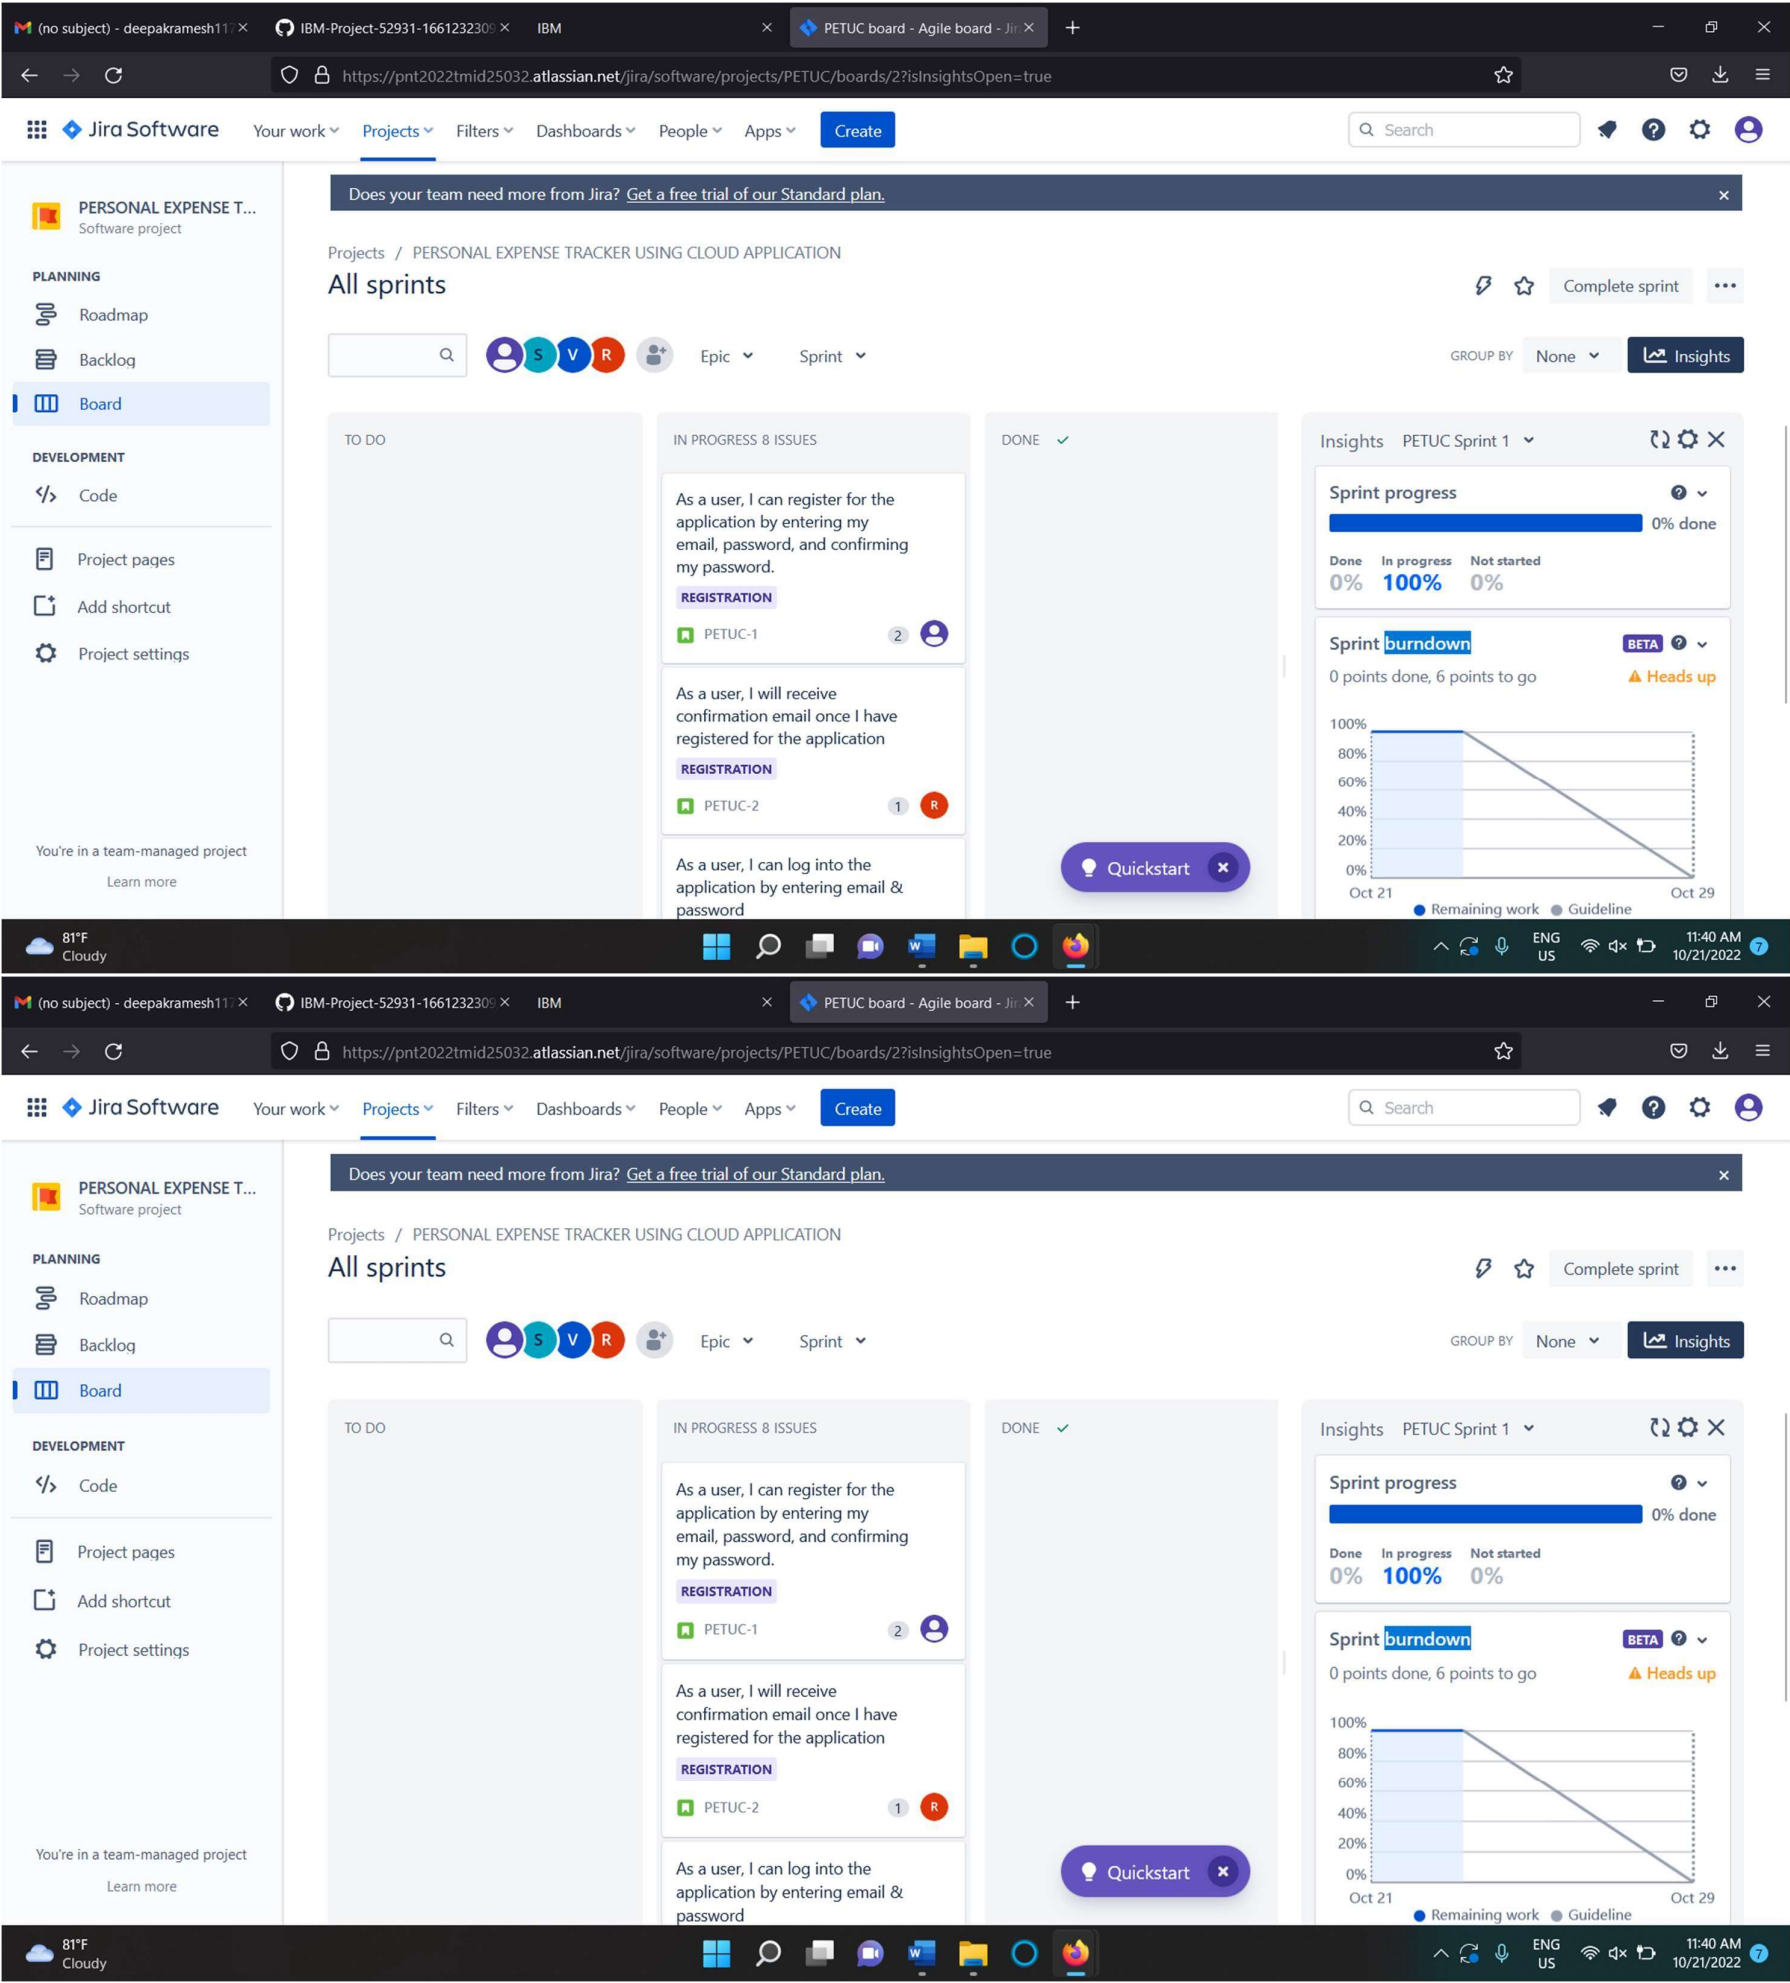 (no subject) - deepakramesh117 IBM-Project-52931-1661232309 IBM PETUC board - Agile board - Jir
https://pnt2022tmid25032.atlassian.net/jira/software/projects/PETUC/boards/2?isInsightsOpen=true
Jira Software Your work Projects Filters Dashboards People Apps Create Search
Does your team need more from Jira? Get a free trial of our Standard plan.
PERSONAL EXPENSE T...
Software project
PLANNING
Roadmap
Backlog
Board
DEVELOPMENT
Code
Project pages
Add shortcut
Project settings
You're in a team-managed project
Learn more
Projects / PERSONAL EXPENSE TRACKER USING CLOUD APPLICATION
All sprints
Complete sprint
S V R Epic Sprint
GROUP BY None Insights
TO DO
IN PROGRESS 8 ISSUES
As a user, I can register for the
application by entering my
email, password, and confirming
my password.
REGISTRATION
PETUC-1 2
As a user, I will receive
confirmation email once I have
registered for the application
REGISTRATION
PETUC-2 1 R
As a user, I can log into the
application by entering email &
password
DONE
Quickstart
Insights PETUC Sprint 1
Sprint progress
0% done
Done In progress Not started
0% 100% 0%
Sprint burndown BETA
0 points done, 6 points to go Heads up
100%
80%
60%
40%
20%
0%
Oct 21 Oct 29
Remaining work Guideline
81°F
Cloudy
ENG
US
11:40 AM
10/21/2022
7
(no subject) - deepakramesh117 IBM-Project-52931-1661232309 IBM PETUC board - Agile board - Jir
https://pnt2022tmid25032.atlassian.net/jira/software/projects/PETUC/boards/2?isInsightsOpen=true
Jira Software Your work Projects Filters Dashboards People Apps Create Search
Does your team need more from Jira? Get a free trial of our Standard plan.
PERSONAL EXPENSE T...
Software project
PLANNING
Roadmap
Backlog
Board
DEVELOPMENT
Code
Project pages
Add shortcut
Project settings
You're in a team-managed project
Learn more
Projects / PERSONAL EXPENSE TRACKER USING CLOUD APPLICATION
All sprints
Complete sprint
S V R Epic Sprint
GROUP BY None Insights
TO DO
IN PROGRESS 8 ISSUES
As a user, I can register for the
application by entering my
email, password, and confirming
my password.
REGISTRATION
PETUC-1 2
As a user, I will receive
confirmation email once I have
registered for the application
REGISTRATION
PETUC-2 1 R
As a user, I can log into the
application by entering email &
password
DONE
Quickstart
Insights PETUC Sprint 1
Sprint progress
0% done
Done In progress Not started
0% 100% 0%
Sprint burndown BETA
0 points done, 6 points to go Heads up
100%
80%
60%
40%
20%
0%
Oct 21 Oct 29
Remaining work Guideline
81°F
Cloudy
ENG
US
11:40 AM
10/21/2022
7